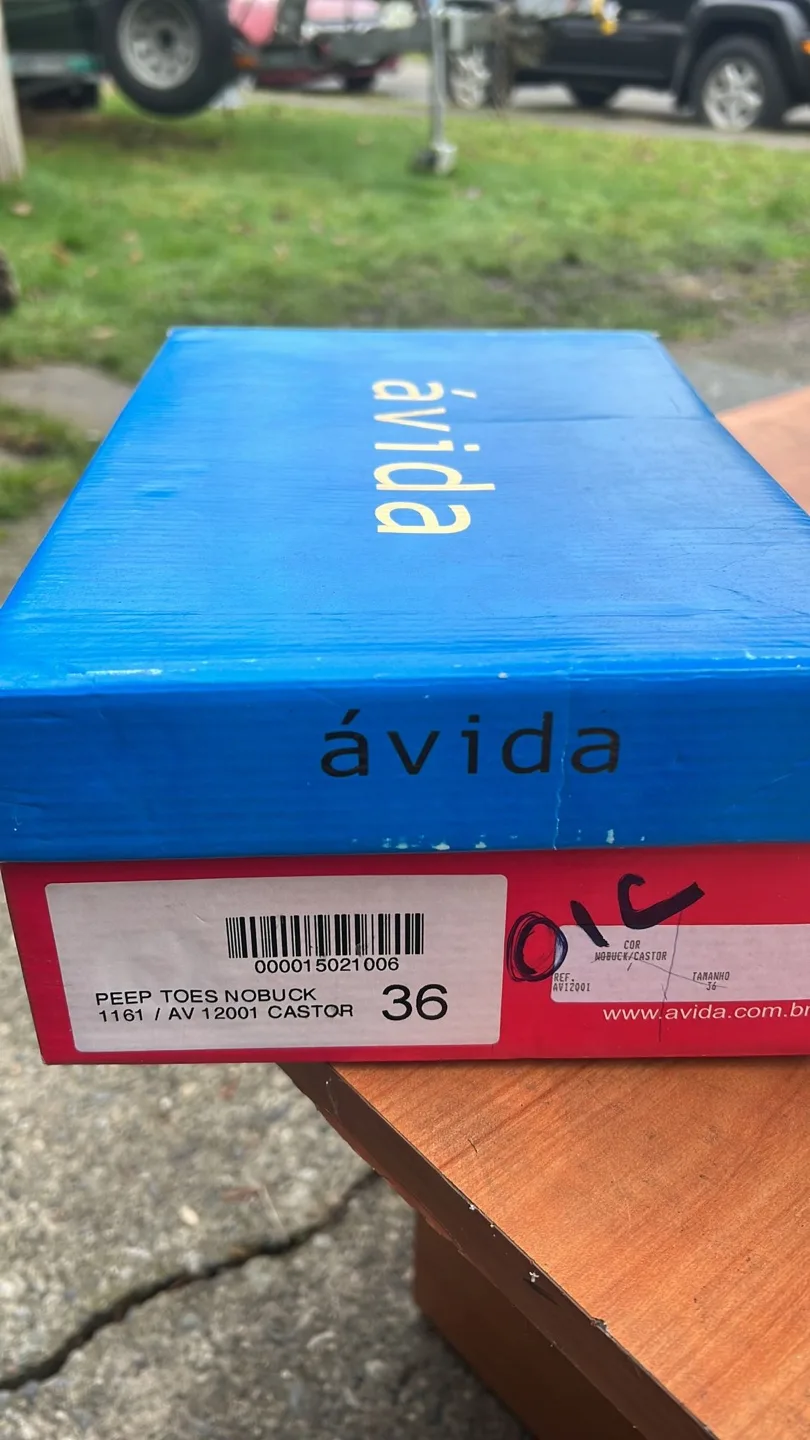 ávida
ávida
000015021006
PEEP TOES NOBUCK
1161 / AV 12001 CASTOR 36
COR
NOBUCK/CASTOR
/
REF.
AV12001
TAMANHO
36
www.avida.com.br